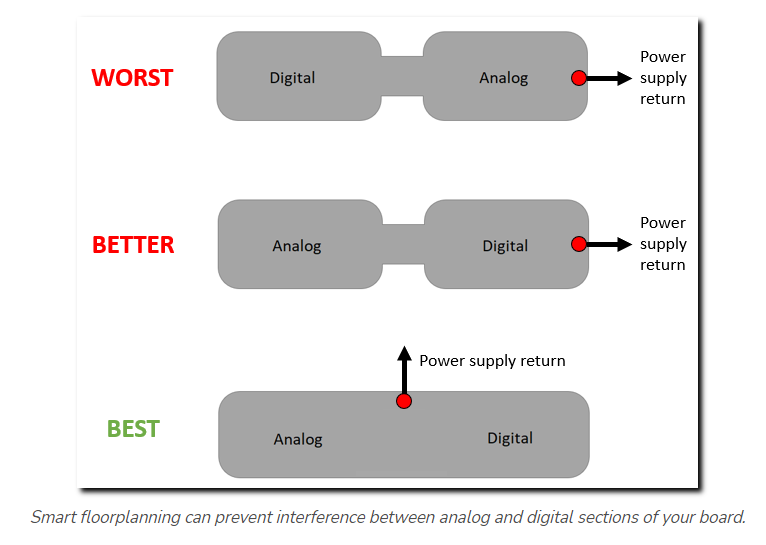 WORST
Digital
Analog
Power
supply
return
BETTER
Analog
Digital
Power
supply
return
Power supply return
BEST
Analog
Digital
Smart floorplanning can prevent interference between analog and digital sections of your board.